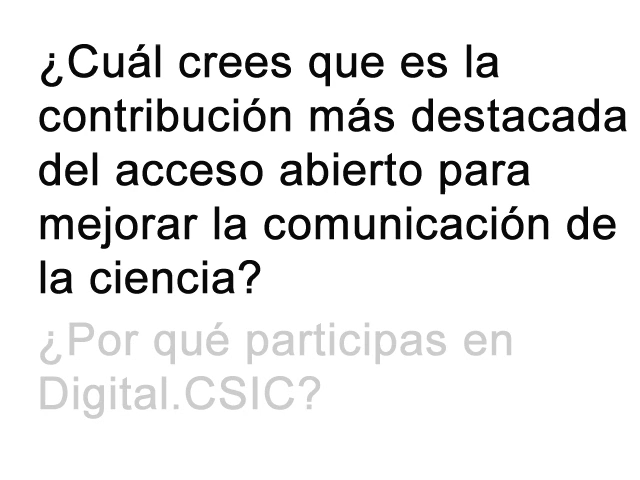 ¿Cuál crees que es la
contribución más destacada
del acceso abierto para
mejorar la comunicación de
la ciencia?
¿Por qué participas en
Digital.CSIC?